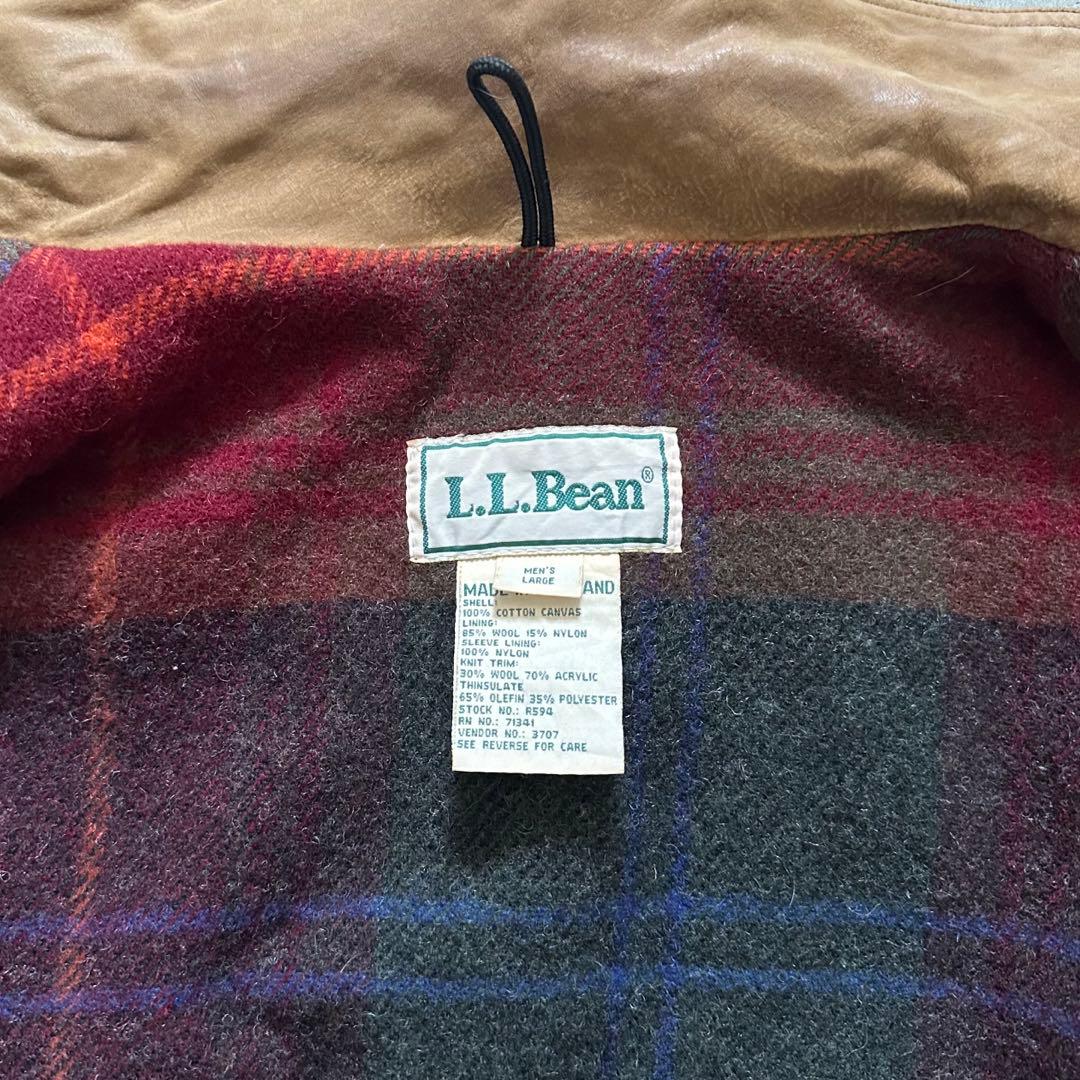 L.L.Bean®
MEN'S
LARGE
AND
SHELL:
100% COTTON CANVAS
LINING:
85% WOOL 15% NYLON
SLEEVE LINING:
100% NYLON
KNIT TRIM:
30% WOOL 70% ACRYLIC
THINSULATE
65% OLEFIN 35% POLYESTER
STOCK NO.: R594
RN NO.: 71341
VENDOR NO.: 3707
SEE REVERSE FOR CARE